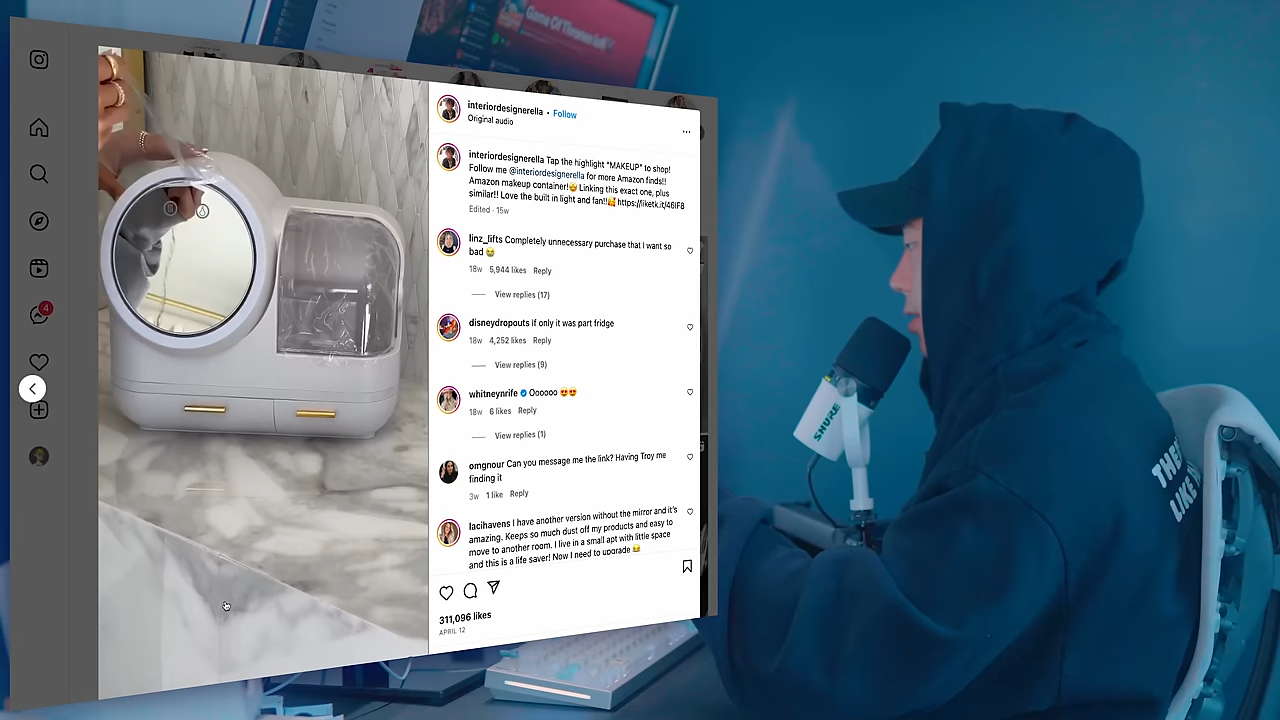 Game Of Thrones lofi
4
interiordesignerella • Follow
Original audio
interiordesignerella Tap the highlight "MAKEUP" to shop!
Follow me @interiordesignerella for more Amazon finds!!
Amazon makeup container!🤩 Linking this exact one, plus
similar!! Love the built in light and fan!!🥰 https://liketk.it/46IF8
Edited · 15w
linz_lifts Completely unnecessary purchase that I want so
bad 😂
18w 5,944 likes Reply
View replies (17)
disneydropouts if only it was part fridge
18w 4,252 likes Reply
View replies (9)
whitneynrife Oooooo 😍😍
18w 6 likes Reply
View replies (1)
omgnour Can you message me the link? Having Troy me
finding it
3w 1 like Reply
lacihavens I have another version without the mirror and it's
amazing. Keeps so much dust off my products and easy to
move to another room. I live in a small apt with little space
and this is a life saver! Now I need to upgrade 😂
311,096 likes
APRIL 12
SHURE
LIKE